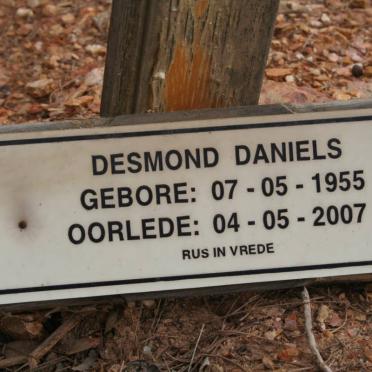 DESMOND DANIELS
GEBORE: 07 - 05 - 1955
OORLEDE: 04 - 05 - 2007
RUS IN VREDE